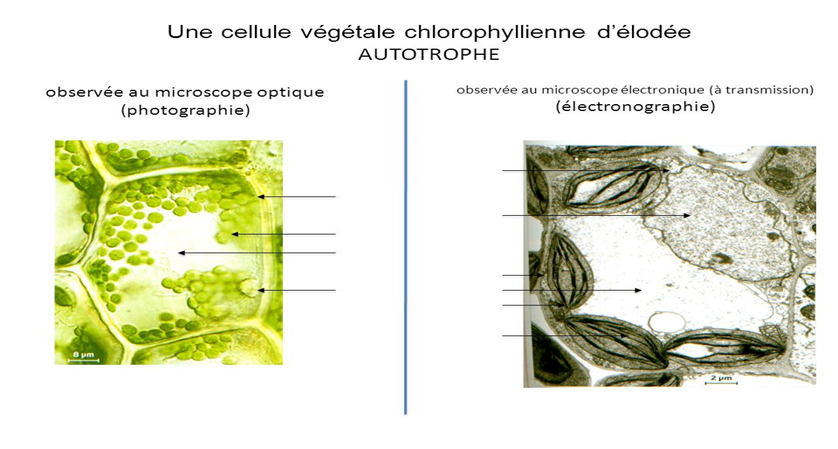 Une cellule végétale chlorophyllienne d'élodée
AUTOTROPHE
observée au microscope optique
(photographie)
observée au microscope électronique (à transmission)
(électronographie)
8 µm
2 µm